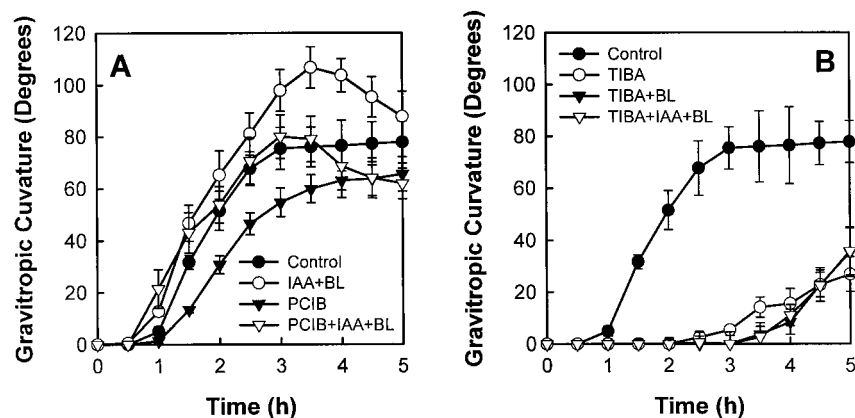 A
Gravitropic Cuvature (Degrees)
120
100
80
60
40
20
0
Control
IAA+BL
PCIB
PCIB+IAA+BL
0 1 2 3 4 5
Time (h)
B
Gravitropic Curvature (Degrees)
120
100
80
60
40
20
0
Control
TIBA
TIBA+BL
TIBA+IAA+BL
0 1 2 3 4 5
Time (h)